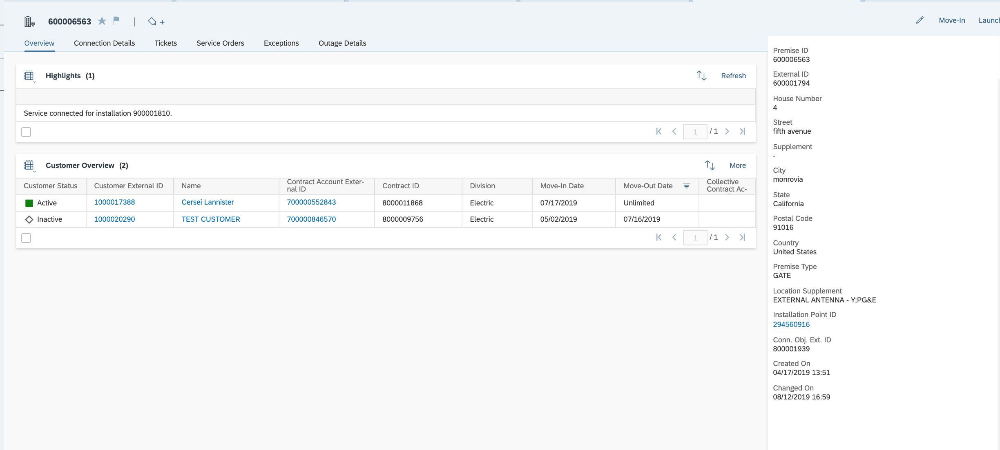 600006563 | +
Move-In Launch
Overview Connection Details Tickets Service Orders Exceptions Outage Details
Highlights (1) Refresh
Service connected for installation 900001810.
1 / 1
Customer Overview (2) More
Customer Status Customer External ID Name Contract Account Exter-
nal ID Contract ID Division Move-In Date Move-Out Date Collective
Contract Ac-
Active 1000017388 Cersei Lannister 700000552843 8000011868 Electric 07/17/2019 Unlimited
Inactive 1000020290 TEST CUSTOMER 700000846570 8000009756 Electric 05/02/2019 07/16/2019
1 / 1
Premise ID
600006563
External ID
600001794
House Number
4
Street
fifth avenue
Supplement
-
City
monrovia
State
California
Postal Code
91016
Country
United States
Premise Type
GATE
Location Supplement
EXTERNAL ANTENNA - Y;PG&E
Installation Point ID
294560916
Conn. Obj. Ext. ID
800001939
Created On
04/17/2019 13:51
Changed On
08/12/2019 16:59